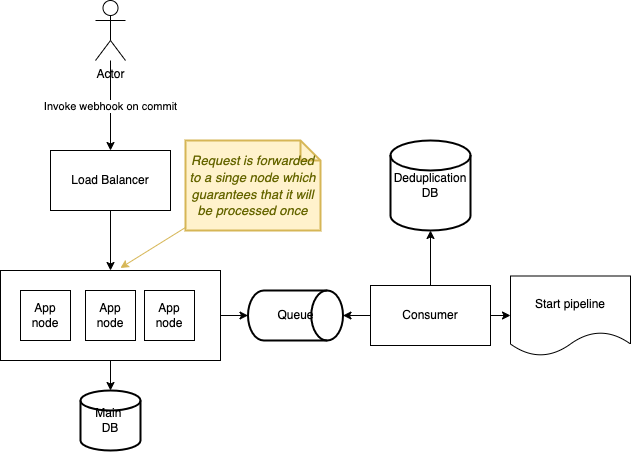 Actor
Invoke webhook on commit
Load Balancer
Request is forwarded
to a singe node which
guarantees that it will
be processed once
Deduplication
DB
App
node
App
node
App
node
Queue
Consumer
Start pipeline
Main
DB